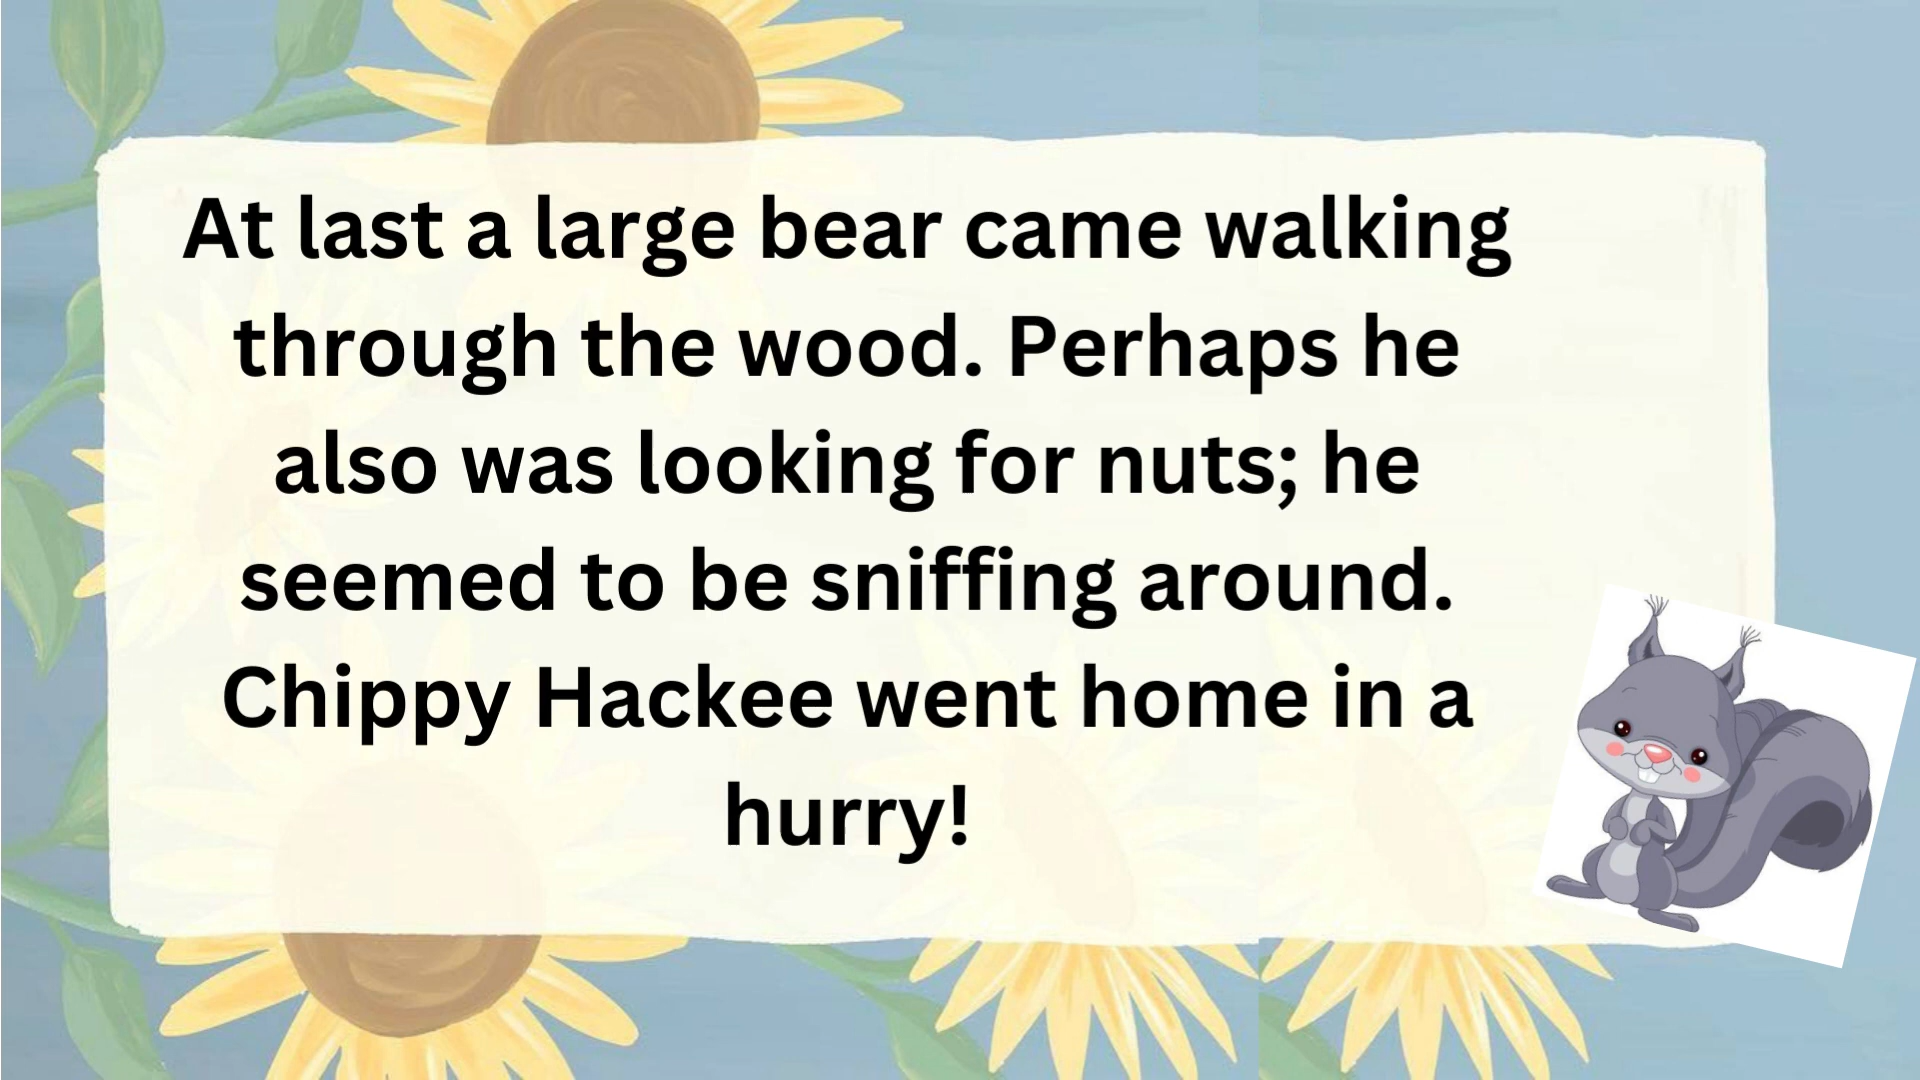 At last a large bear came walking
through the wood. Perhaps he
also was looking for nuts; he
seemed to be sniffing around.
Chippy Hackee went home in a
hurry!